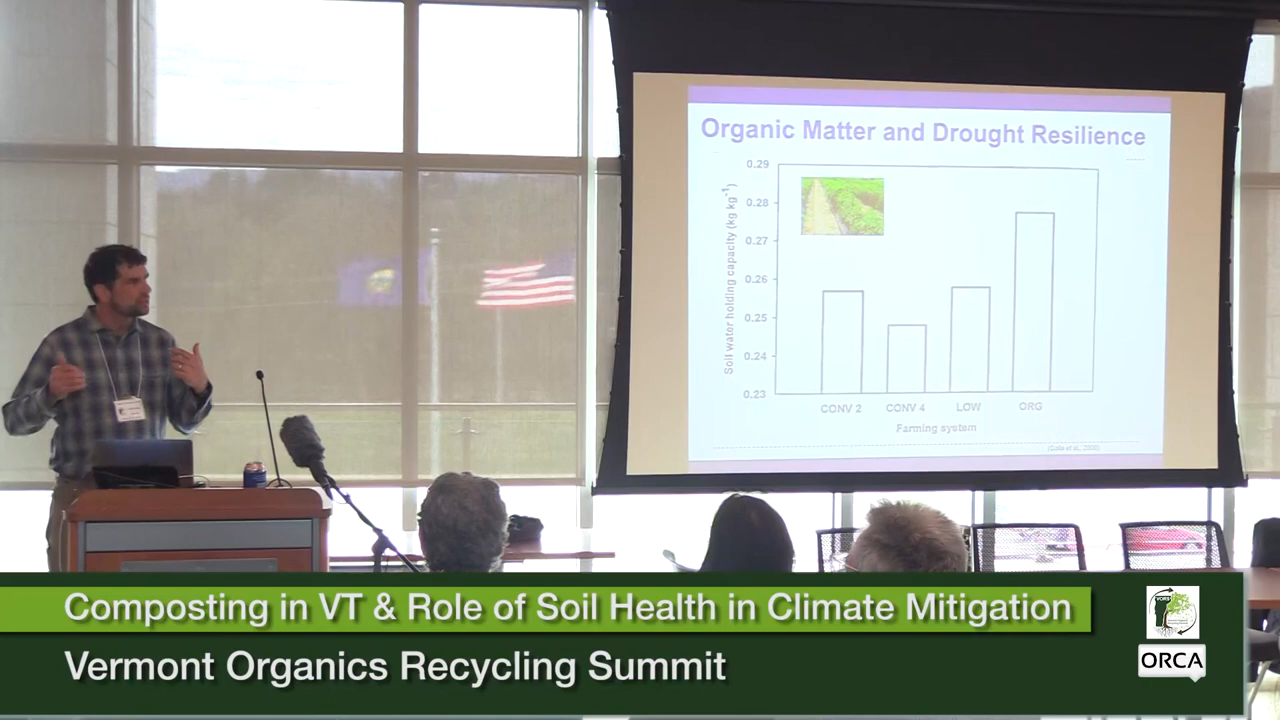 Organic Matter and Drought Resilience
0.29
0.28
0.27
0.26
0.25
0.24
0.23
Soil water holding capacity (kg kg-1)
CONV 2
CONV 4
LOW
ORG
Farming system
Composting in VT & Role of Soil Health in Climate Mitigation
Vermont Organics Recycling Summit
ORCA